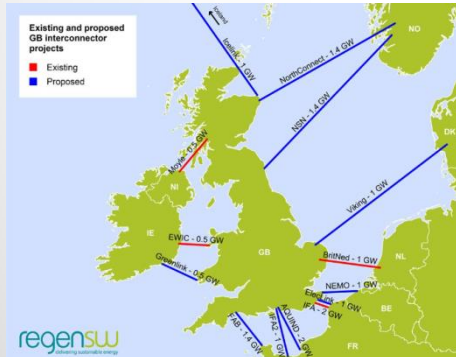 Existing and proposed
GB interconnector
projects
Existing
Proposed
Iceland
Icelink - 1 GW
NorthConnect - 1.4 GW
NO
NSN - 1.4 GW
Moyle - 0.5 GW
DK
Viking - 1 GW
NI
IE
EWIC - 0.5 GW
GB
BritNed - 1 GW
NL
Greenlink - 0.5 GW
NEMO - 1 GW
ElecLink - 1 GW
IFA - 2 GW
BE
FAB - 1.4 GW
IFA2 - 1 GW
AQUIND - 2 GW
FR
regensw
delivering sustainable energy